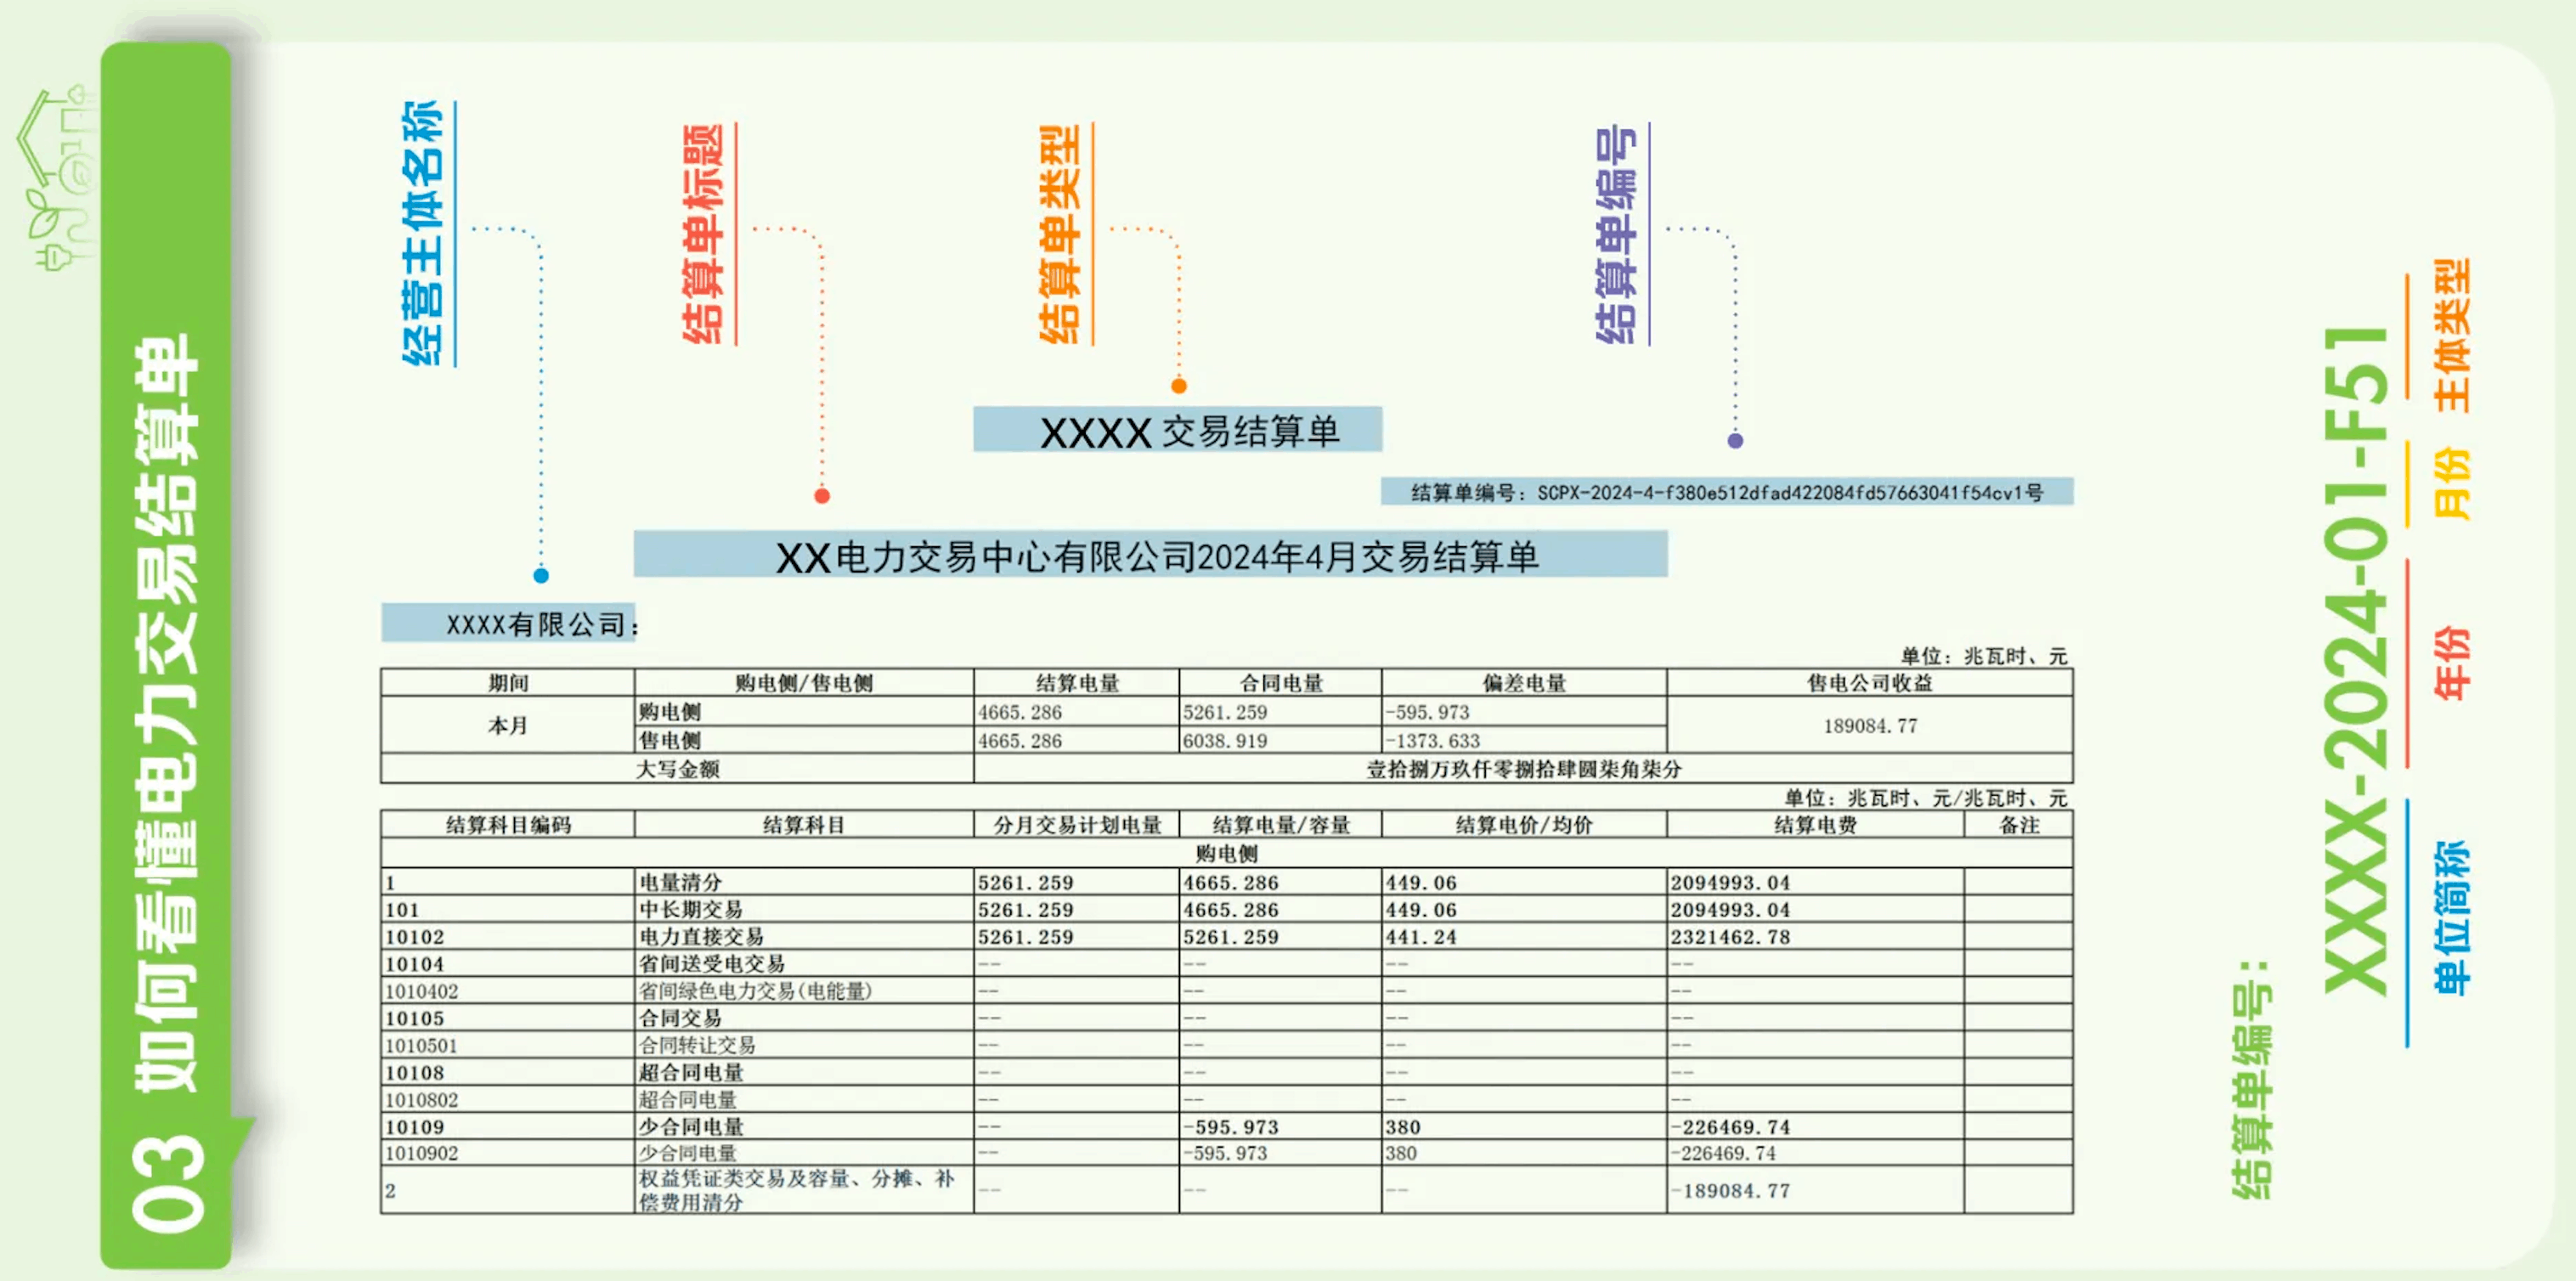 03 如何看懂电力交易结算单
经营主体名称
结算单标题
结算单类型
结算单编号
XXXX 交易结算单
结算单编号：SCPX-2024-4-f380e512dfad422084fd57663041f54cv1号
XX电力交易中心有限公司2024年4月交易结算单
XXXX有限公司：
单位：兆瓦时、元
期间 购电侧/售电侧 结算电量 合同电量 偏差电量 售电公司收益
本月 购电侧 4665.286 5261.259 -595.973 189084.77
售电侧 4665.286 6038.919 -1373.633
大写金额 壹拾捌万玖仟零捌拾肆圆柒角柒分
单位：兆瓦时、元/兆瓦时、元
结算科目编码 结算科目 分月交易计划电量 结算电量/容量 结算电价/均价 结算电费 备注
购电侧
1 电量清分 5261.259 4665.286 449.06 2094993.04
101 中长期交易 5261.259 4665.286 449.06 2094993.04
10102 电力直接交易 5261.259 5261.259 441.24 2321462.78
10104 省间送受电交易 -- -- -- --
1010402 省间绿色电力交易(电能量) -- -- -- --
10105 合同交易 -- -- -- --
1010501 合同转让交易 -- -- -- --
10108 超合同电量 -- -- -- --
1010802 超合同电量 -- -- -- --
10109 少合同电量 -- -595.973 380 -226469.74
1010902 少合同电量 -- -595.973 380 -226469.74
2 权益凭证类交易及容量、分摊、补
偿费用清分 -- -- -- -189084.77
结算单编号：
XXXX-2024-01-F51
单位简称 年份 月份 主体类型